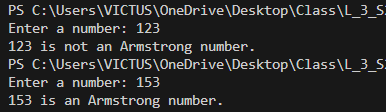 PS C:\Users\VICTUS\OneDrive\Desktop\Class\L_3_S
Enter a number: 123
123 is not an Armstrong number.
PS C:\Users\VICTUS\OneDrive\Desktop\Class\L_3_S
Enter a number: 153
153 is an Armstrong number.